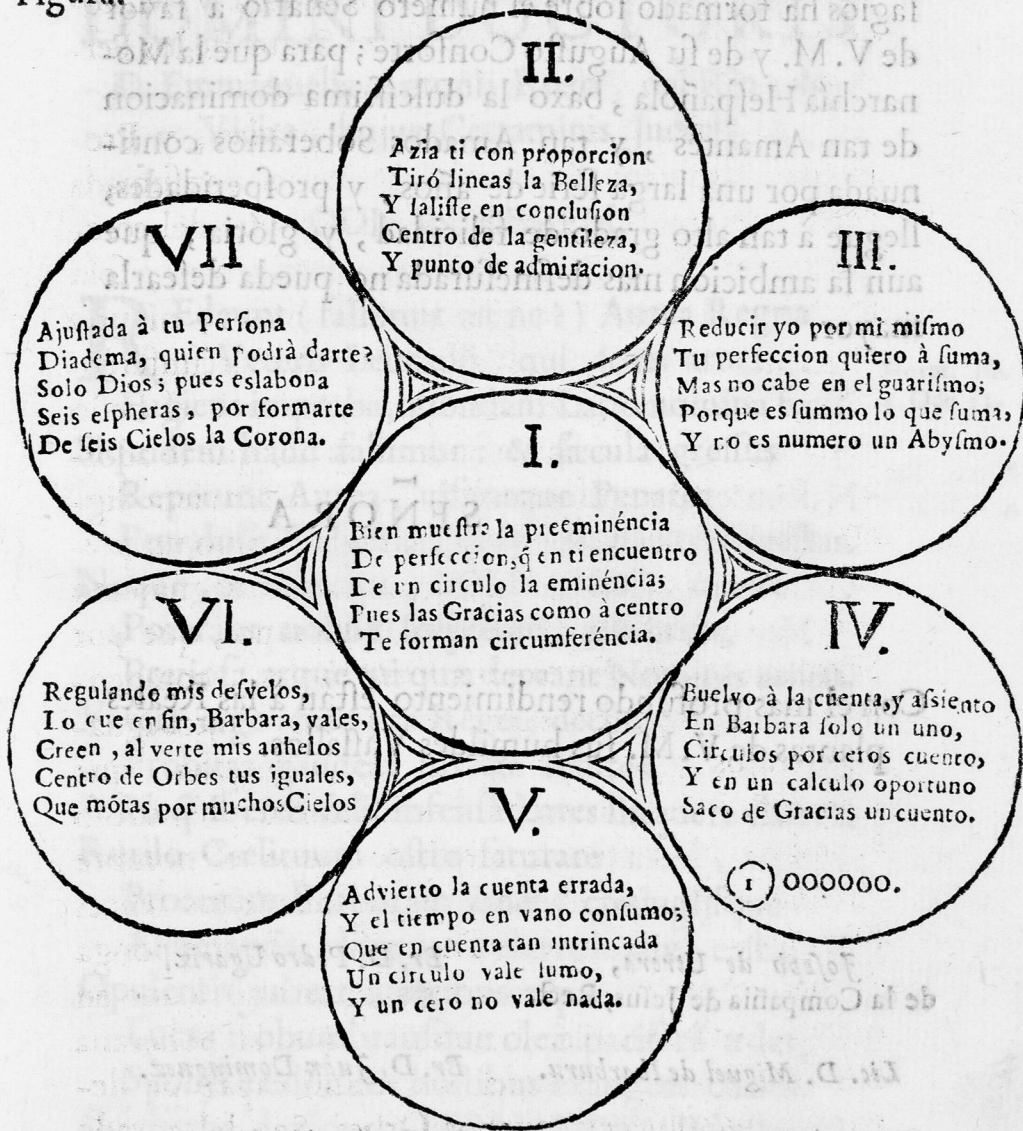 Figura.
I.
Bien mueſtra la preeminéncia
De perfeccion, q̃ en ti encuentro
De un circulo la eminéncia;
Pues las Gracias como à centro
Te forman circumferéncia.
II.
Azia ti con proporcion
Tiró lineas la Belleza,
Y ſaliſte en concluſion
Centro de la gentileza,
Y punto de admiracion.
III.
Reducir yo por mi miſmo
Tu perfeccion quiero à ſuma,
Mas no cabe en el guariſmo;
Porque es ſummo lo que ſuma,
Y no es numero un Abyſmo.
IV.
Buelvo à la cuenta, y aſsiento
En Barbara ſolo un uno,
Circulos por ceros cuento,
Y en un calculo oportuno
Saco de Gracias un cuento.
1 000000.
V.
Advierto la cuenta errada,
Y el tiempo en vano conſumo;
Que en cuenta tan intrincada
Un circulo vale ſumo,
Y un cero no vale nada.
VI.
Regulando mis deſvelos,
Lo que en fin, Barbara, vales,
Creen, al verte mis anhelos
Centro de Orbes tus iguales,
Que mõtas por muchos Cielos
VII
Ajuſtada à tu Perſona
Diadema, quien podrà darte?
Solo Dios; pues eslabona
Seis eſpheras, por formarte
De ſeis Cielos la Corona.